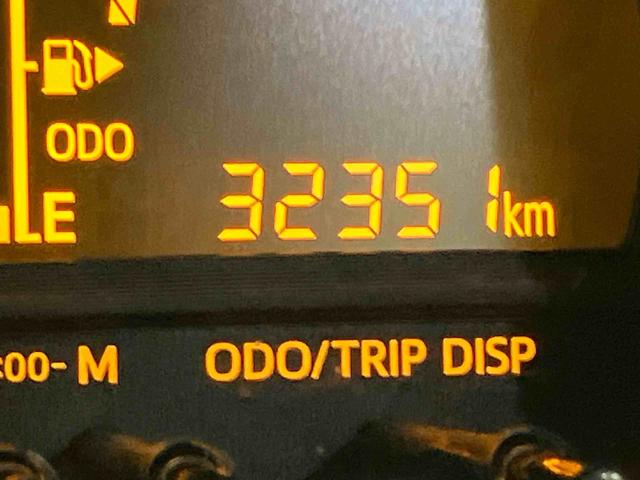 ODO
E
32351km
:00- M
ODO/TRIP DISP